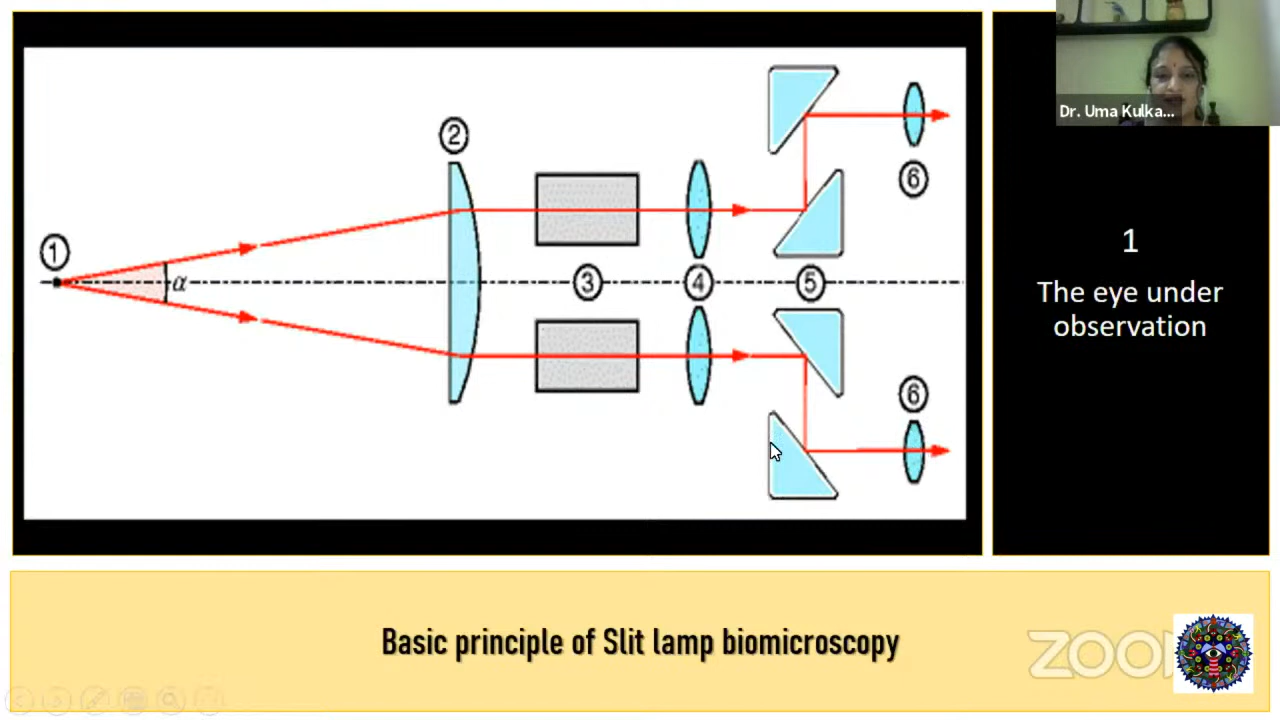 Dr. Uma Kulka...
②
①
α
③
④
⑤
⑥
⑥
1
The eye under
observation
Basic principle of Slit lamp biomicroscopy
ZOOM